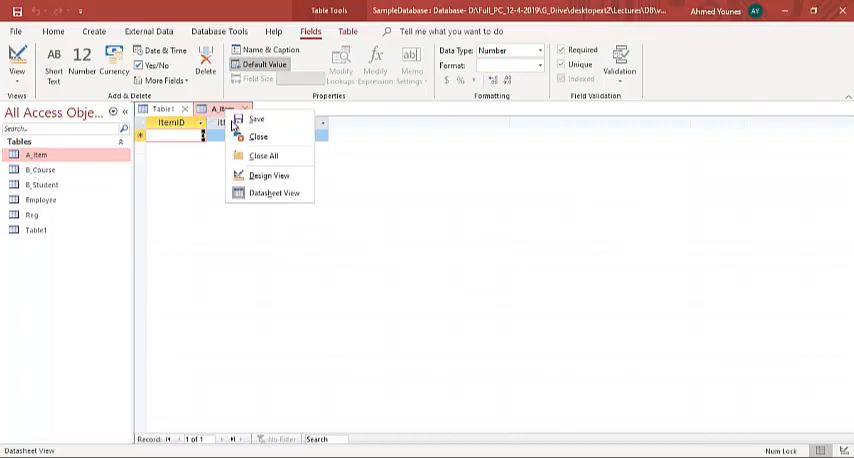 Table Tools
SampleDatabase : Database- D:\Full_PC_12-4-2019\G_Drive\desktopext2\Lectures\DB\v...
Ahmed Younes
AY
File Home Create External Data Database Tools Help Fields Table Tell me what you want to do
View
Views
AB
Short Text
12
Number
Currency
Date & Time
Yes/No
More Fields
Delete
Add & Delete
Name & Caption
Default Value
Field Size
Modify Lookups
fx
Modify Expression
ab
Memo Settings
Properties
Data Type: Number
Format:
$ %
Formatting
Required
Unique
Indexed
Validation
Field Validation
All Access Obje...
Search...
Tables
A_Item
B_Course
B_Student
Employee
Reg
Table1
Table1
A_Item
ItemID
Save
Close
Close All
Design View
Datasheet View
Record: 1 of 1 No Filter Search
Datasheet View
Num Lock